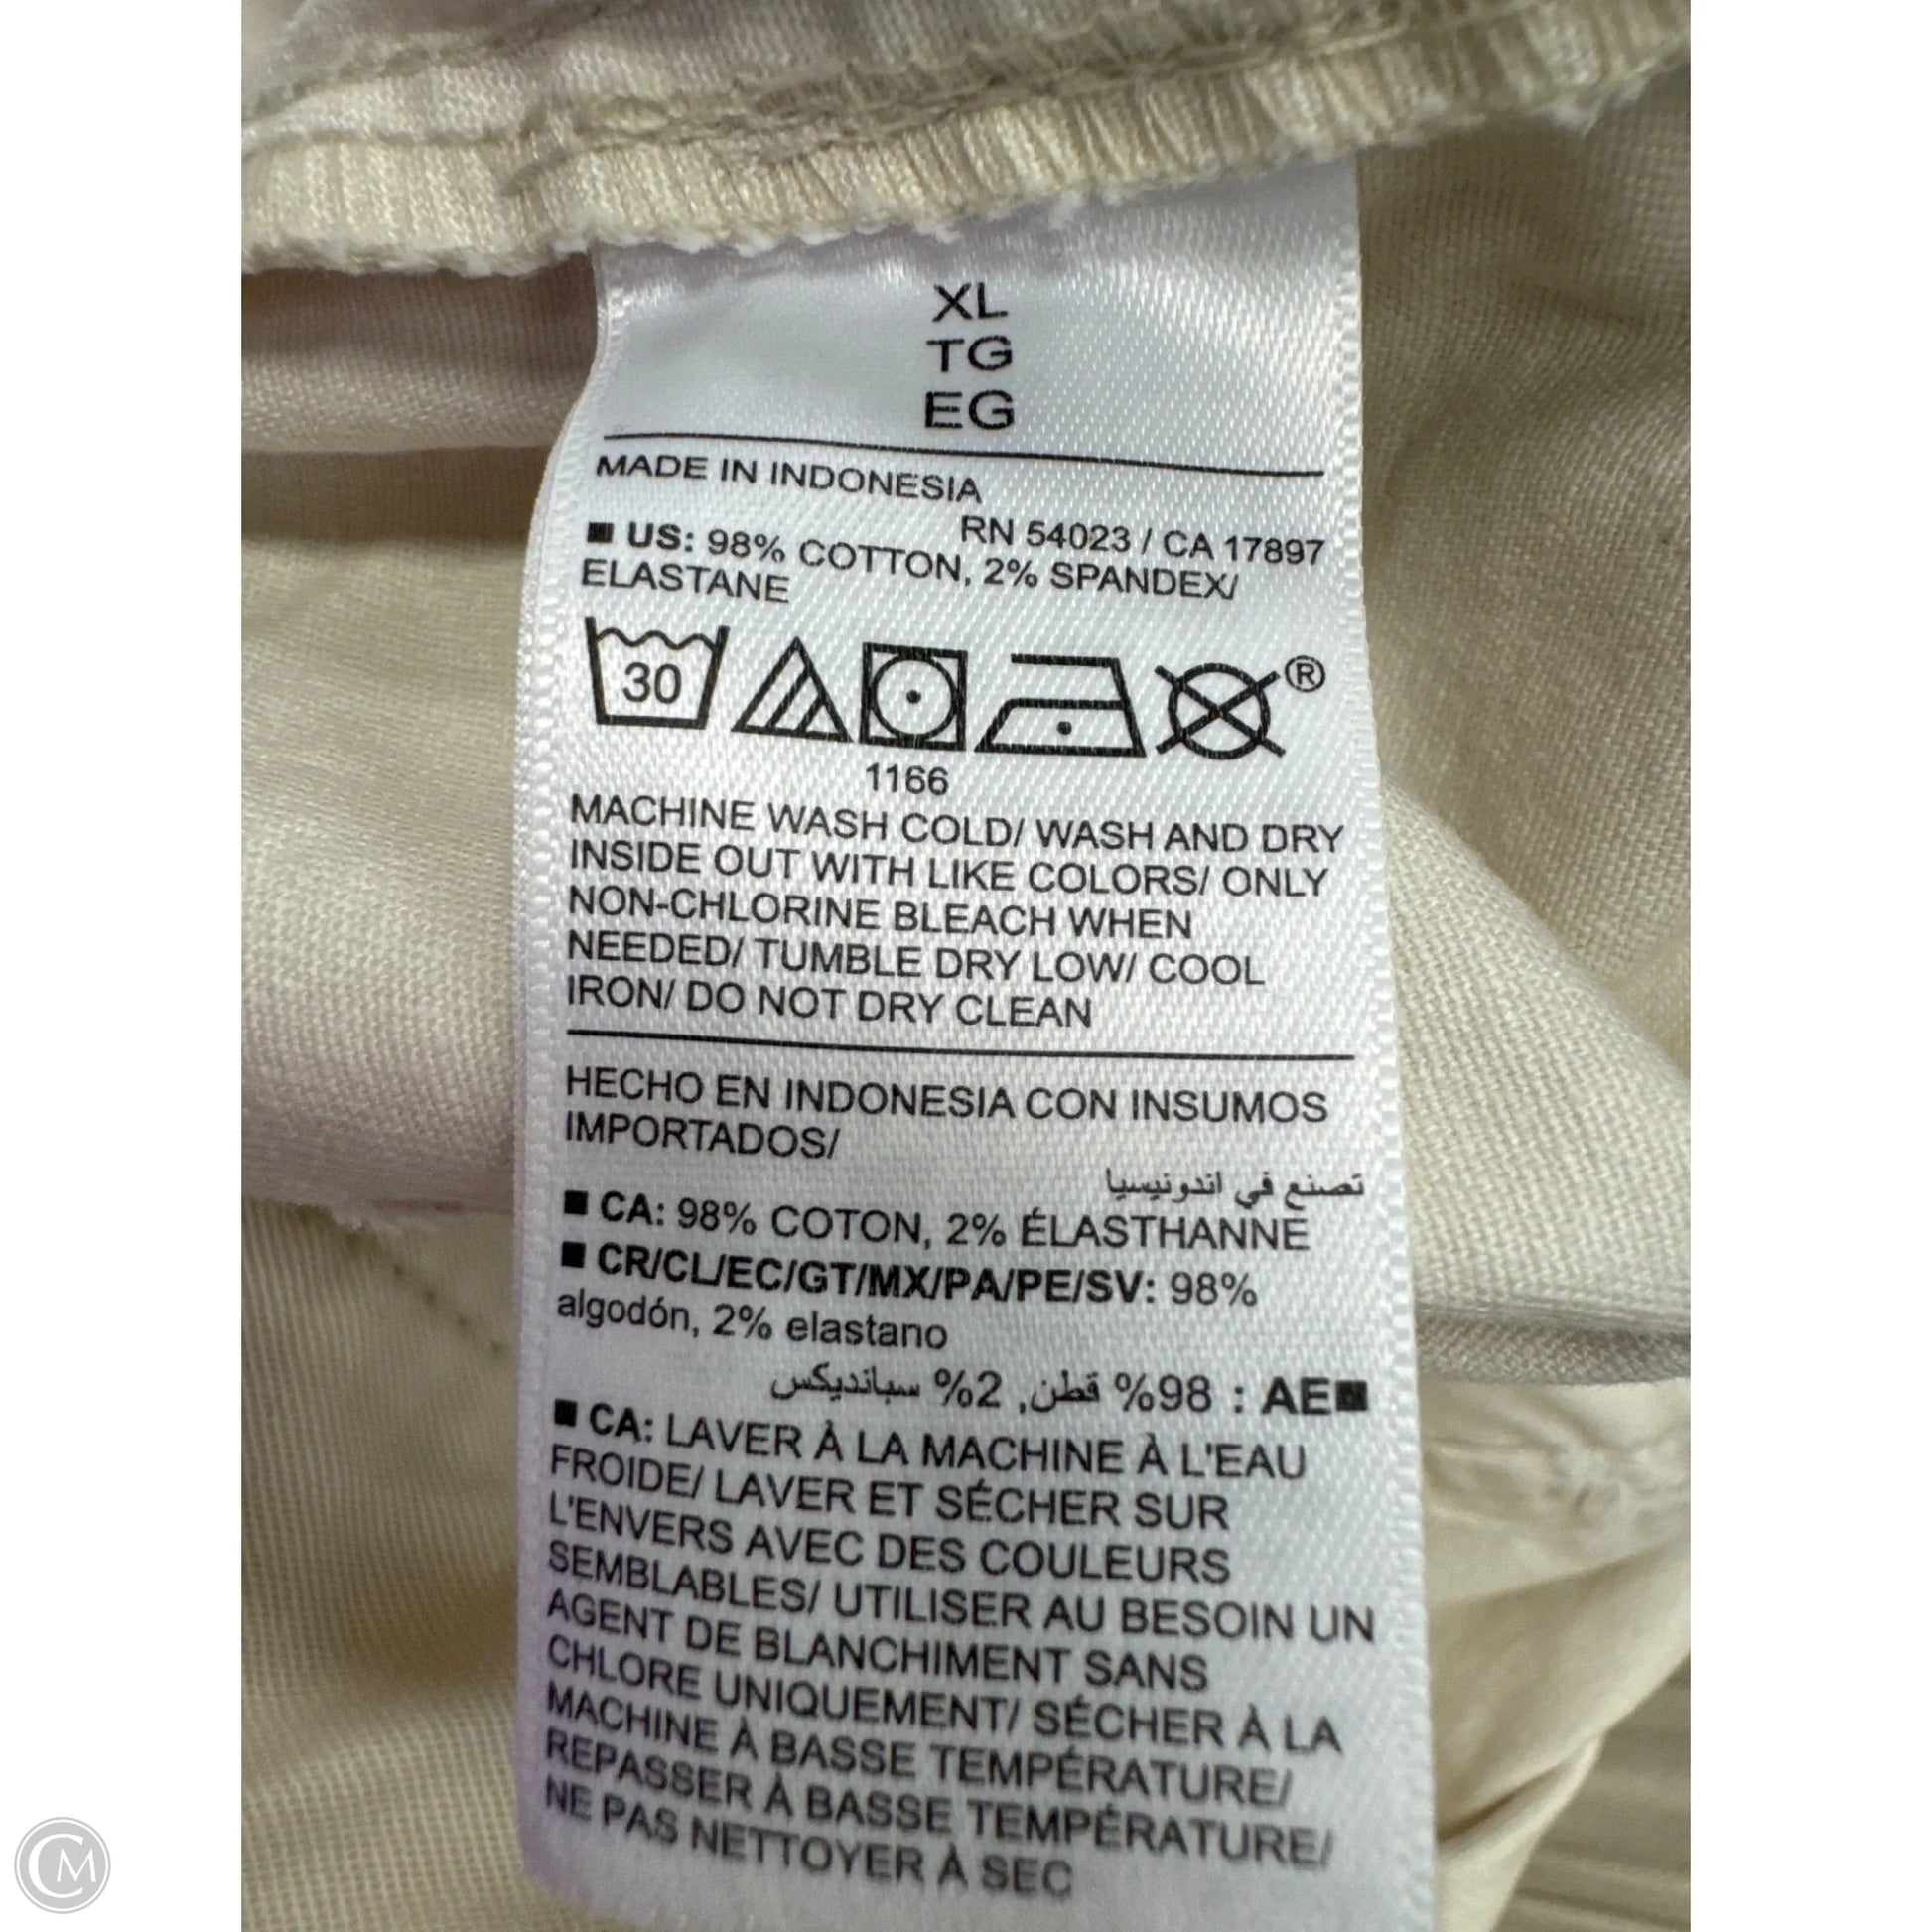 XL
TG
EG
MADE IN INDONESIA
RN 54023 / CA 17897
■ US: 98% COTTON, 2% SPANDEX/
ELASTANE
30
®
1166
MACHINE WASH COLD/ WASH AND DRY
INSIDE OUT WITH LIKE COLORS/ ONLY
NON-CHLORINE BLEACH WHEN
NEEDED/ TUMBLE DRY LOW/ COOL
IRON/ DO NOT DRY CLEAN
HECHO EN INDONESIA CON INSUMOS
IMPORTADOS/
تصنع في اندونيسيا
■ CA: 98% COTON, 2% ÉLASTHANNE
■ CR/CL/EC/GT/MX/PA/PE/SV: 98%
algodón, 2% elastano
■AE : 98% قطن, 2% سبانديكس
■ CA: LAVER À LA MACHINE À L'EAU
FROIDE/ LAVER ET SÉCHER SUR
L'ENVERS AVEC DES COULEURS
SEMBLABLES/ UTILISER AU BESOIN UN
AGENT DE BLANCHIMENT SANS
CHLORE UNIQUEMENT/ SÉCHER À LA
MACHINE À BASSE TEMPÉRATURE/
REPASSER À BASSE TEMPÉRATURE/
NE PAS NETTOYER À SEC
CM